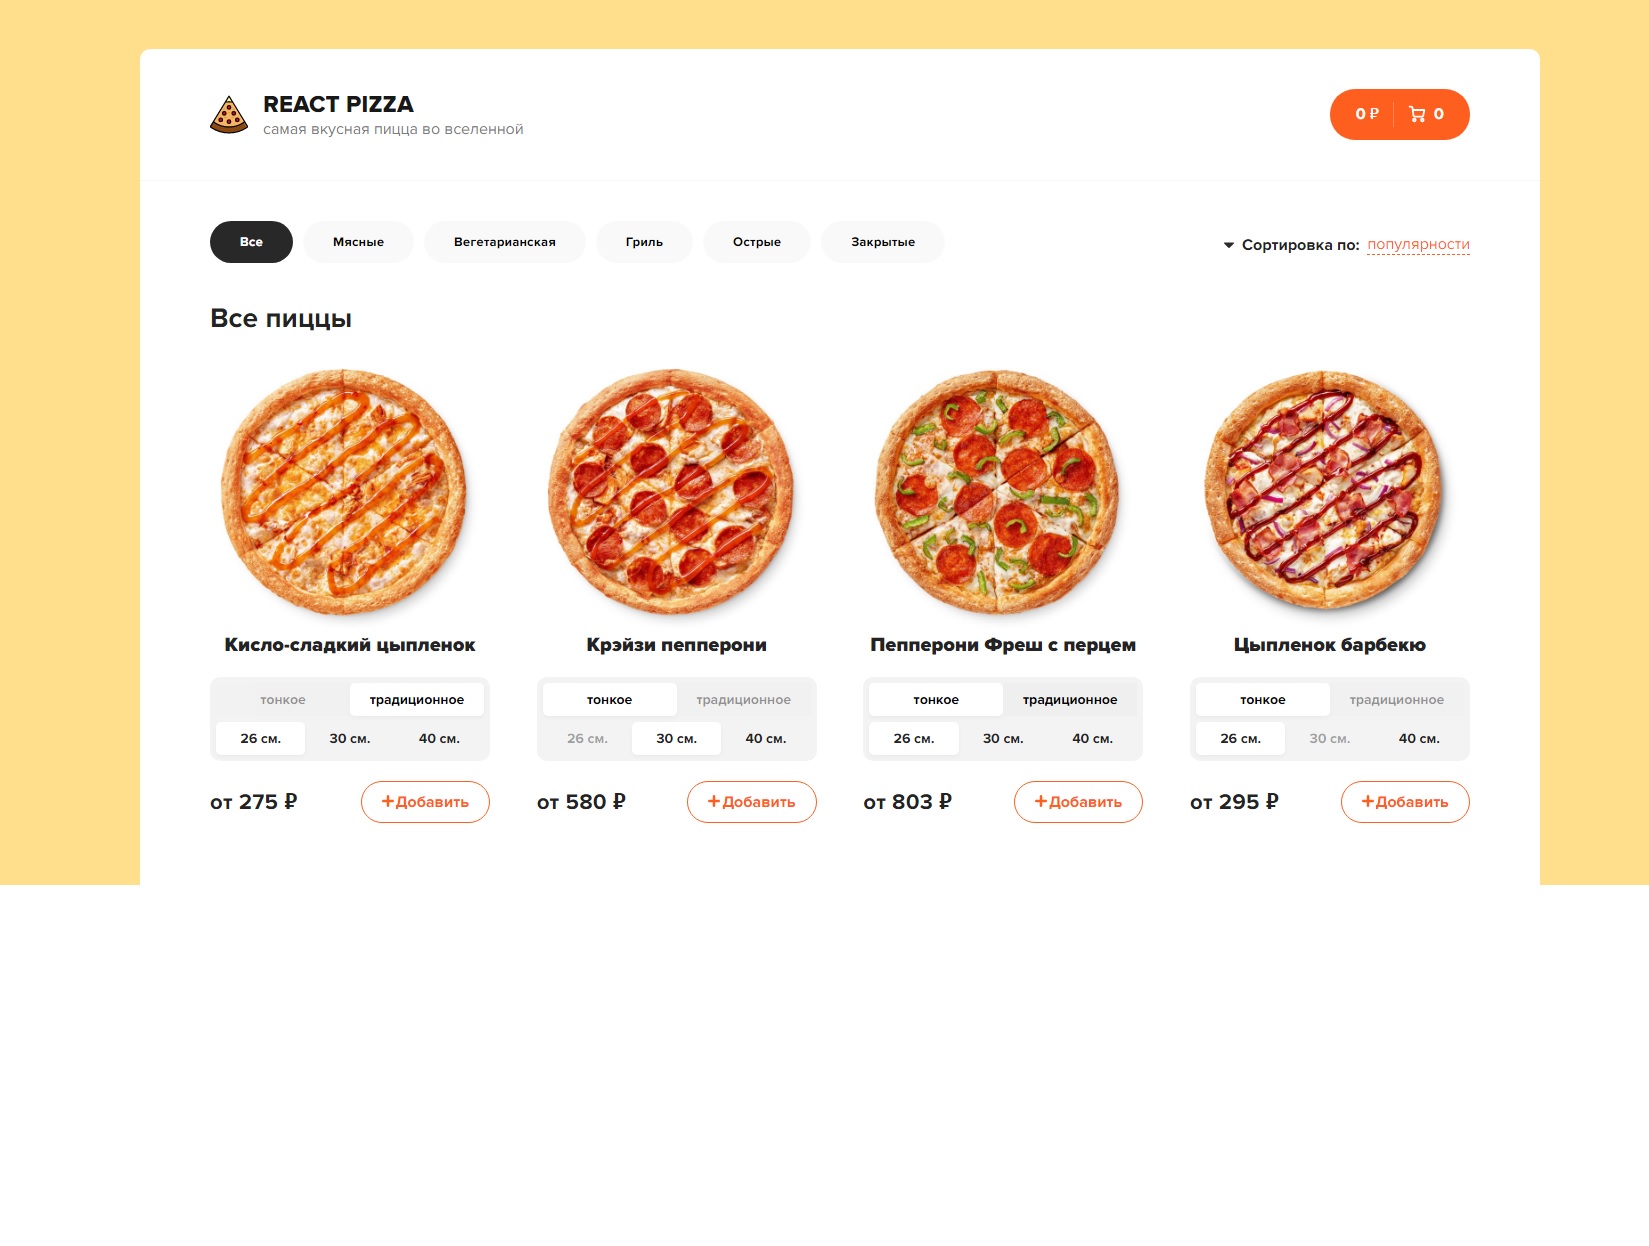 REACT PIZZA
самая вкусная пицца во вселенной
0 ₽ 0
Все Мясные Вегетарианская Гриль Острые Закрытые
Сортировка по: популярности
Все пиццы
Кисло-сладкий цыпленок
тонкое традиционное
26 см. 30 см. 40 см.
от 275 ₽ +Добавить
Крэйзи пепперони
тонкое традиционное
26 см. 30 см. 40 см.
от 580 ₽ +Добавить
Пепперони Фреш с перцем
тонкое традиционное
26 см. 30 см. 40 см.
от 803 ₽ +Добавить
Цыпленок барбекю
тонкое традиционное
26 см. 30 см. 40 см.
от 295 ₽ +Добавить